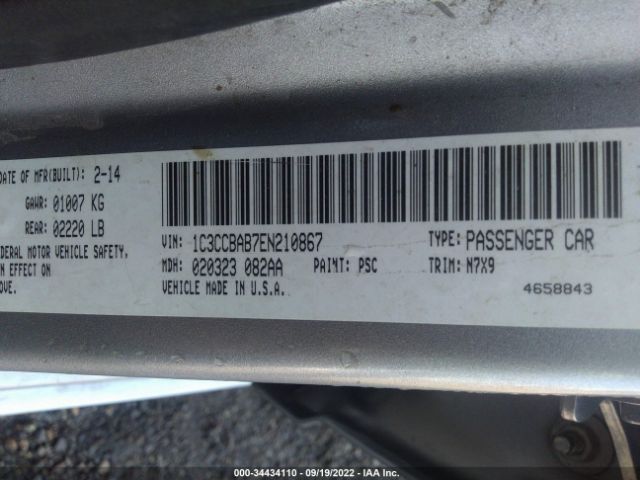 DATE OF MFR(BUILT): 2-14
GAWR: 01007 KG
REAR: 02220 LB
EDERAL MOTOR VEHICLE SAFETY,
N EFFECT ON
OVE.
VIN: 1C3CCBAB7EN210867 TYPE: PASSENGER CAR
MDH: 020323 082AA PAINT: PSC TRIM: N7X9
VEHICLE MADE IN U.S.A. 4658843
000-34434110 - 09/19/2022 - IAA Inc.